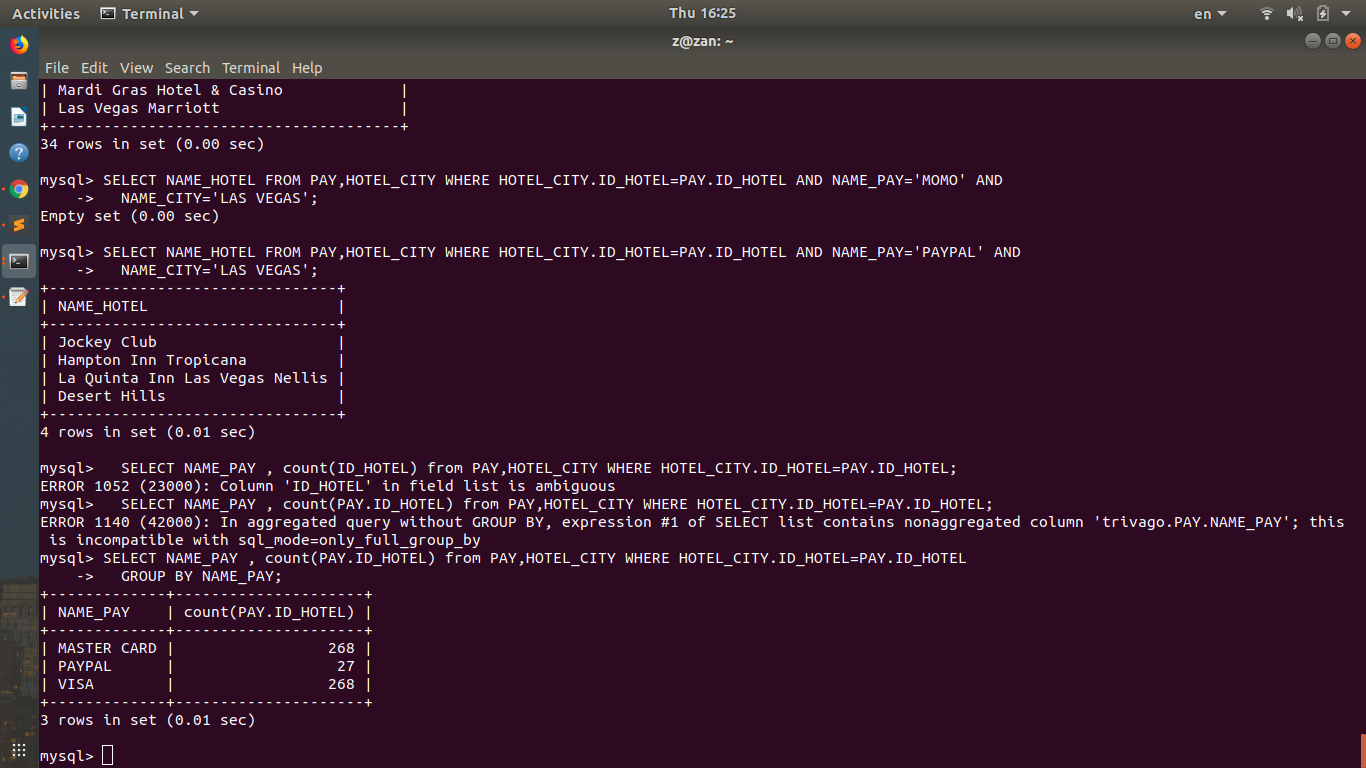 Activities Terminal Thu 16:25 en
z@zan: ~
File Edit View Search Terminal Help
| Mardi Gras Hotel & Casino             |
| Las Vegas Marriott                    |
+---------------------------------------+
34 rows in set (0.00 sec)
mysql> SELECT NAME_HOTEL FROM PAY,HOTEL_CITY WHERE HOTEL_CITY.ID_HOTEL=PAY.ID_HOTEL AND NAME_PAY='MOMO' AND
    ->   NAME_CITY='LAS VEGAS';
Empty set (0.00 sec)
mysql> SELECT NAME_HOTEL FROM PAY,HOTEL_CITY WHERE HOTEL_CITY.ID_HOTEL=PAY.ID_HOTEL AND NAME_PAY='PAYPAL' AND
    ->   NAME_CITY='LAS VEGAS';
+--------------------------------+
| NAME_HOTEL                     |
+--------------------------------+
| Jockey Club                    |
| Hampton Inn Tropicana          |
| La Quinta Inn Las Vegas Nellis |
| Desert Hills                   |
+--------------------------------+
4 rows in set (0.01 sec)
mysql>   SELECT NAME_PAY , count(ID_HOTEL) from PAY,HOTEL_CITY WHERE HOTEL_CITY.ID_HOTEL=PAY.ID_HOTEL;
ERROR 1052 (23000): Column 'ID_HOTEL' in field list is ambiguous
mysql>   SELECT NAME_PAY , count(PAY.ID_HOTEL) from PAY,HOTEL_CITY WHERE HOTEL_CITY.ID_HOTEL=PAY.ID_HOTEL;
ERROR 1140 (42000): In aggregated query without GROUP BY, expression #1 of SELECT list contains nonaggregated column 'trivago.PAY.NAME_PAY'; this
 is incompatible with sql_mode=only_full_group_by
mysql> SELECT NAME_PAY , count(PAY.ID_HOTEL) from PAY,HOTEL_CITY WHERE HOTEL_CITY.ID_HOTEL=PAY.ID_HOTEL
    ->   GROUP BY NAME_PAY;
+-------------+---------------------+
| NAME_PAY    | count(PAY.ID_HOTEL) |
+-------------+---------------------+
| MASTER CARD |                 268 |
| PAYPAL      |                  27 |
| VISA        |                 268 |
+-------------+---------------------+
3 rows in set (0.01 sec)
mysql>